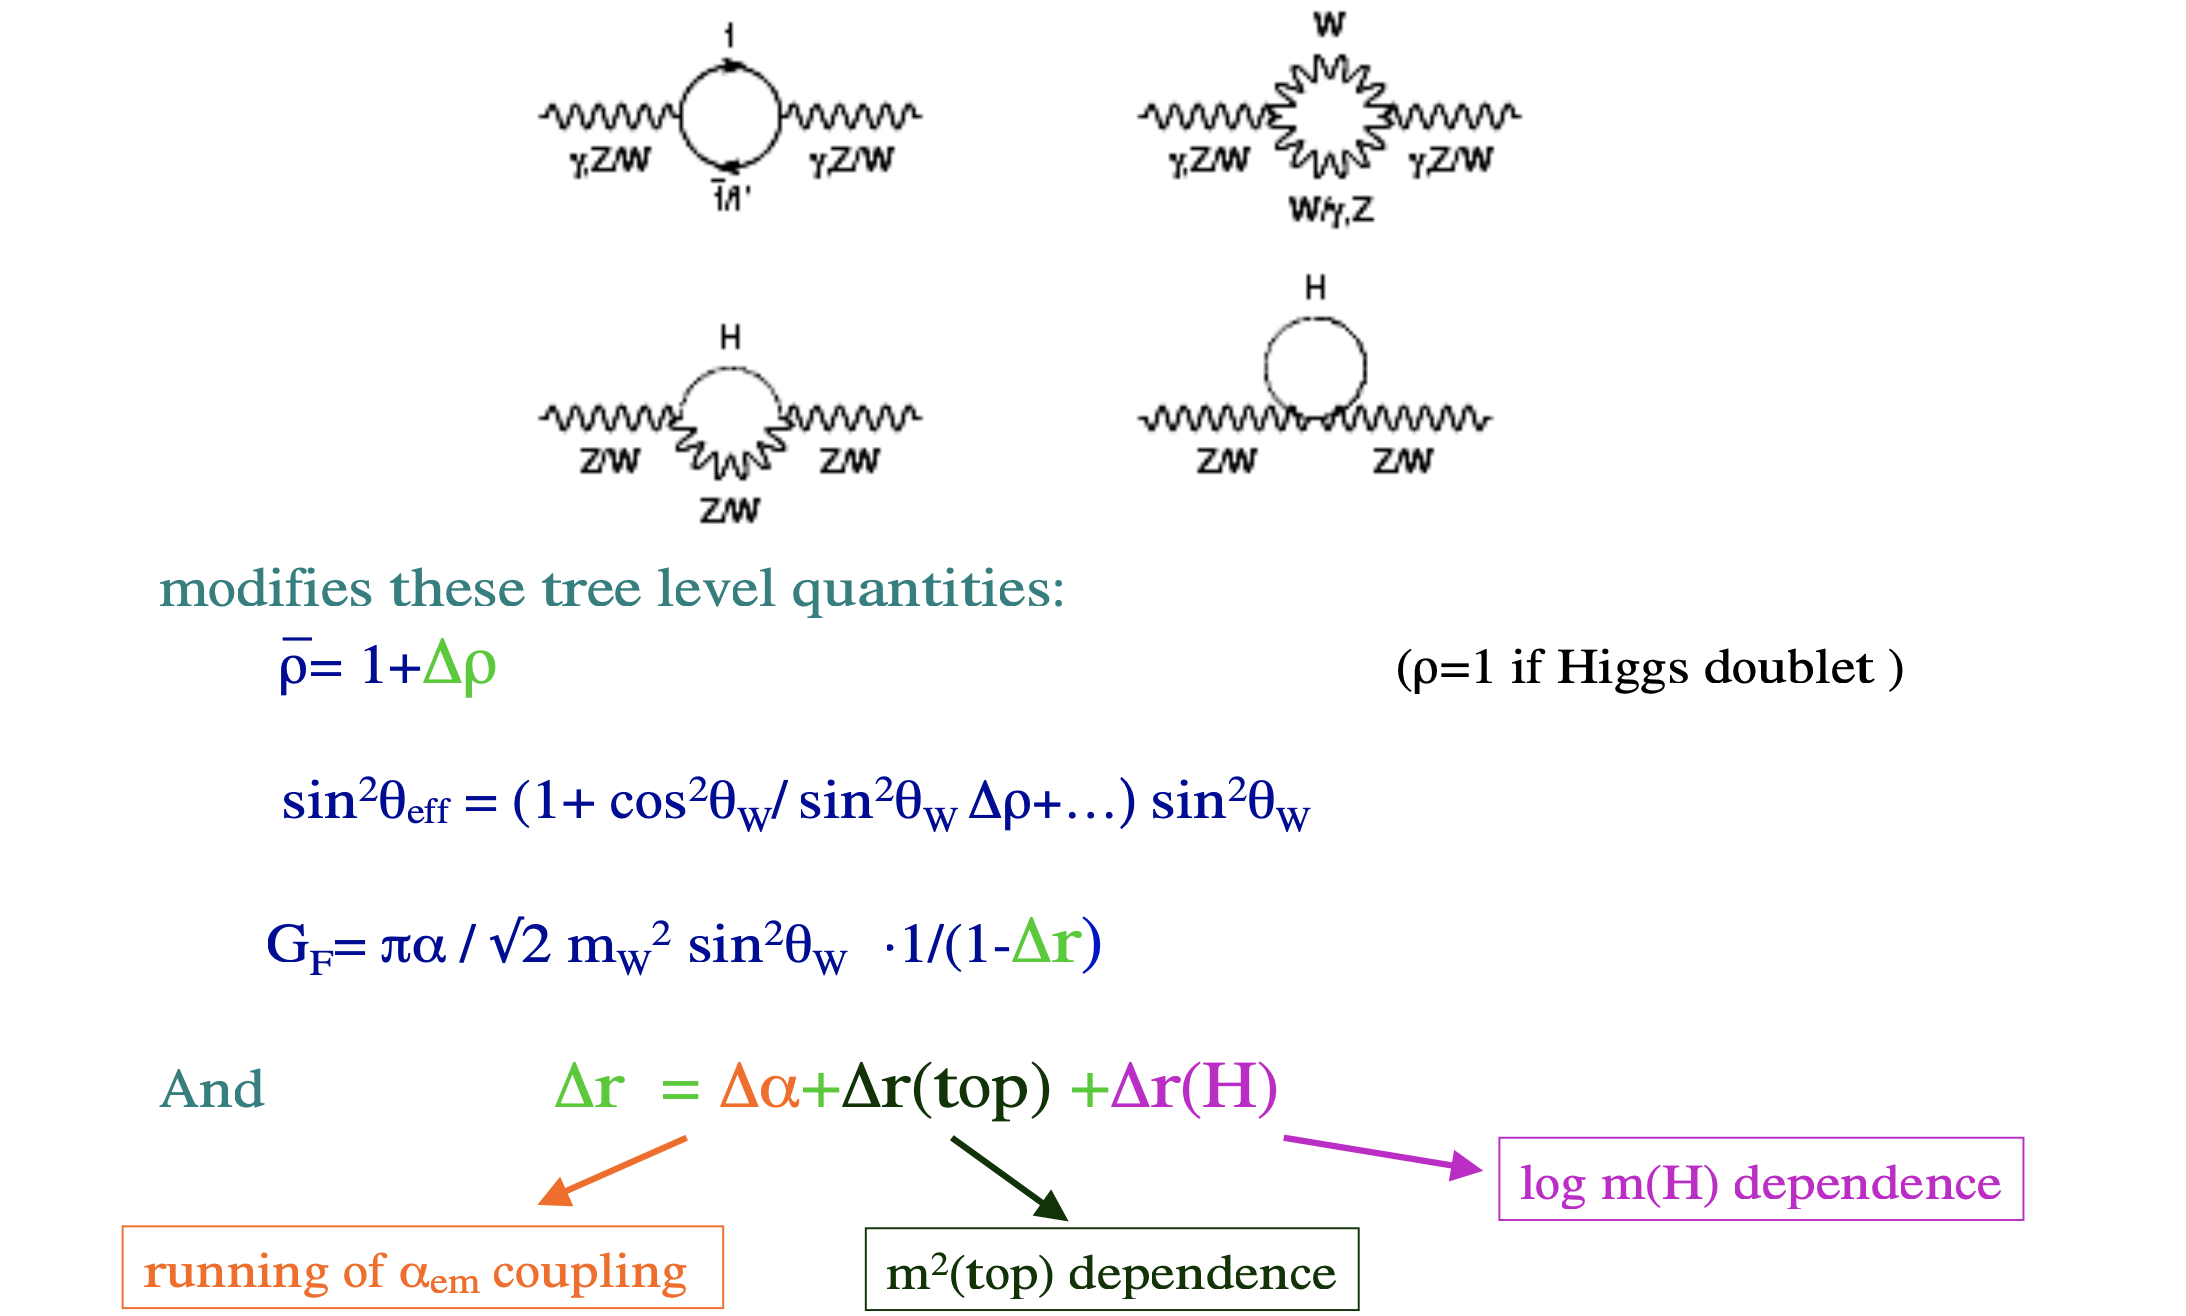 f
γ,Z/W γ,Z/W
f̅/f'
W
γ,Z/W γ,Z/W
W/γ,Z
H
Z/W Z/W
Z/W
H
Z/W Z/W
modifies these tree level quantities:
ρ̅= 1+Δρ (ρ=1 if Higgs doublet )
sin²θeff = (1+ cos²θW/ sin²θW Δρ+…) sin²θW
GF= πα / √2 mW² sin²θW ·1/(1-Δr)
And Δr = Δα+Δr(top) +Δr(H)
log m(H) dependence
running of αem coupling
m²(top) dependence